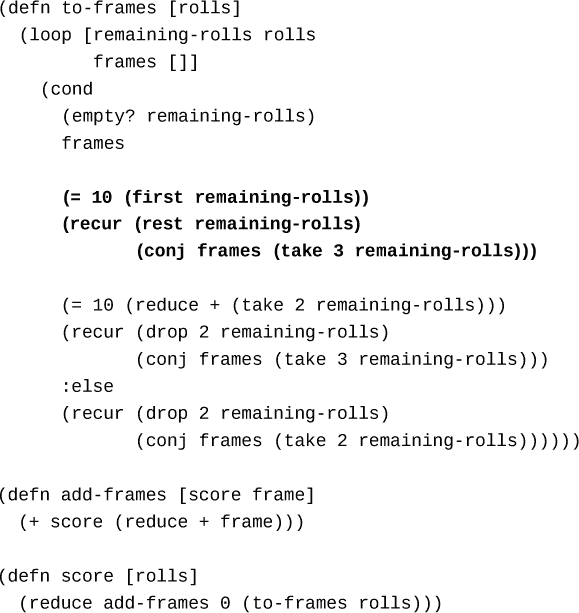 (defn to-frames [rolls]
  (loop [remaining-rolls rolls
         frames []]
    (cond
      (empty? remaining-rolls)
      frames

      (= 10 (first remaining-rolls))
      (recur (rest remaining-rolls)
             (conj frames (take 3 remaining-rolls)))

      (= 10 (reduce + (take 2 remaining-rolls)))
      (recur (drop 2 remaining-rolls)
             (conj frames (take 3 remaining-rolls)))
      :else
      (recur (drop 2 remaining-rolls)
             (conj frames (take 2 remaining-rolls))))))

(defn add-frames [score frame]
  (+ score (reduce + frame)))

(defn score [rolls]
  (reduce add-frames 0 (to-frames rolls)))